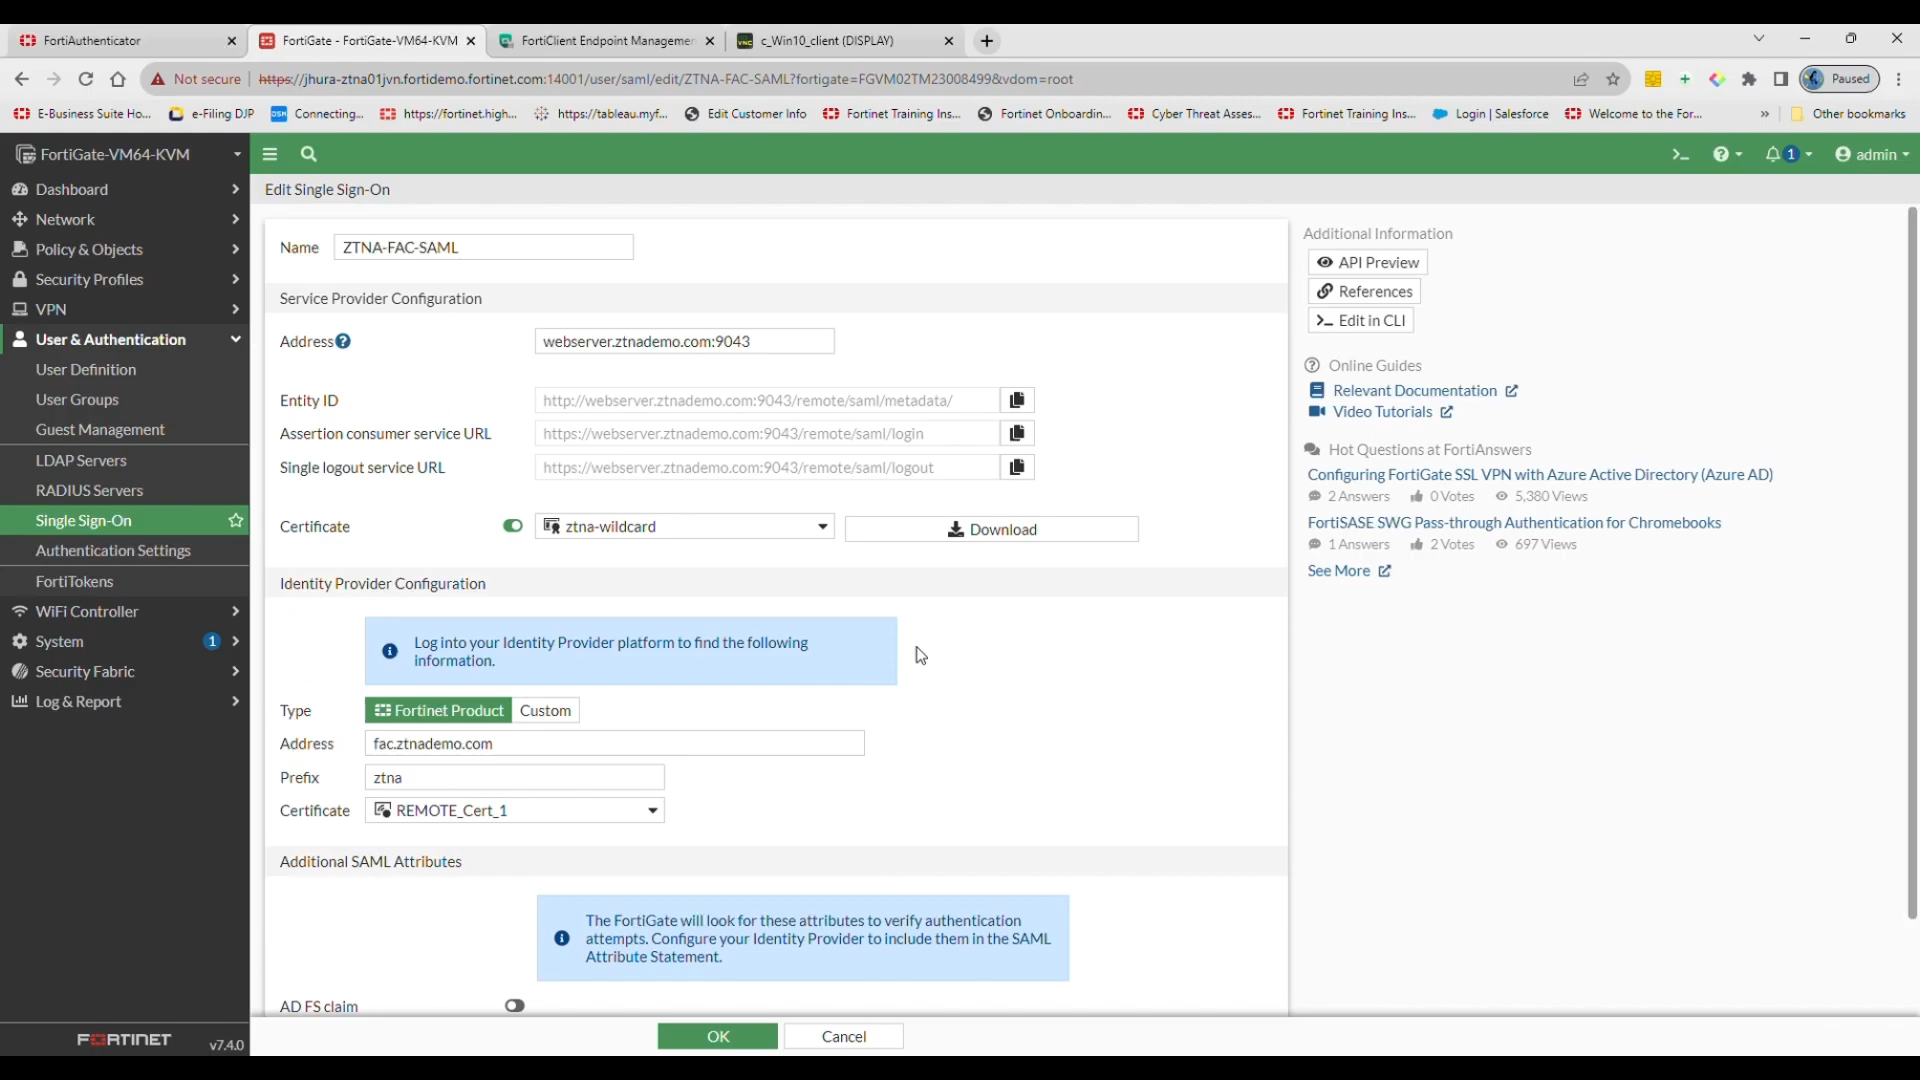 FortiAuthenticator
FortiGate - FortiGate-VM64-KVM
FortiClient Endpoint Managemen
c_Win10_client (DISPLAY)
Not secure
https://jhura-ztna01jvn.fortidemo.fortinet.com:14001/user/saml/edit/ZTNA-FAC-SAML?fortigate=FGVM02TM23008499&vdom=root
Paused
E-Business Suite Ho...
e-Filing DJP
Connecting...
https://fortinet.high...
https://tableau.myf...
Edit Customer Info
Fortinet Training Ins...
Fortinet Onboardin...
Cyber Threat Asses...
Fortinet Training Ins...
Login | Salesforce
Welcome to the For...
»
Other bookmarks
FortiGate-VM64-KVM
1
admin
Dashboard
Network
Policy & Objects
Security Profiles
VPN
User & Authentication
User Definition
User Groups
Guest Management
LDAP Servers
RADIUS Servers
Single Sign-On
Authentication Settings
FortiTokens
WiFi Controller
System 1
Security Fabric
Log & Report
FORTINET
v7.4.0
Edit Single Sign-On
Name ZTNA-FAC-SAML
Service Provider Configuration
Address webserver.ztnademo.com:9043
Entity ID http://webserver.ztnademo.com:9043/remote/saml/metadata/
Assertion consumer service URL https://webserver.ztnademo.com:9043/remote/saml/login
Single logout service URL https://webserver.ztnademo.com:9043/remote/saml/logout
Certificate ztna-wildcard Download
Identity Provider Configuration
Log into your Identity Provider platform to find the following
information.
Type Fortinet Product Custom
Address fac.ztnademo.com
Prefix ztna
Certificate REMOTE_Cert_1
Additional SAML Attributes
The FortiGate will look for these attributes to verify authentication
attempts. Configure your Identity Provider to include them in the SAML
Attribute Statement.
AD FS claim
OK Cancel
Additional Information
API Preview
References
>_ Edit in CLI
Online Guides
Relevant Documentation
Video Tutorials
Hot Questions at FortiAnswers
Configuring FortiGate SSL VPN with Azure Active Directory (Azure AD)
2 Answers 0 Votes 5,380 Views
FortiSASE SWG Pass-through Authentication for Chromebooks
1 Answers 2 Votes 697 Views
See More